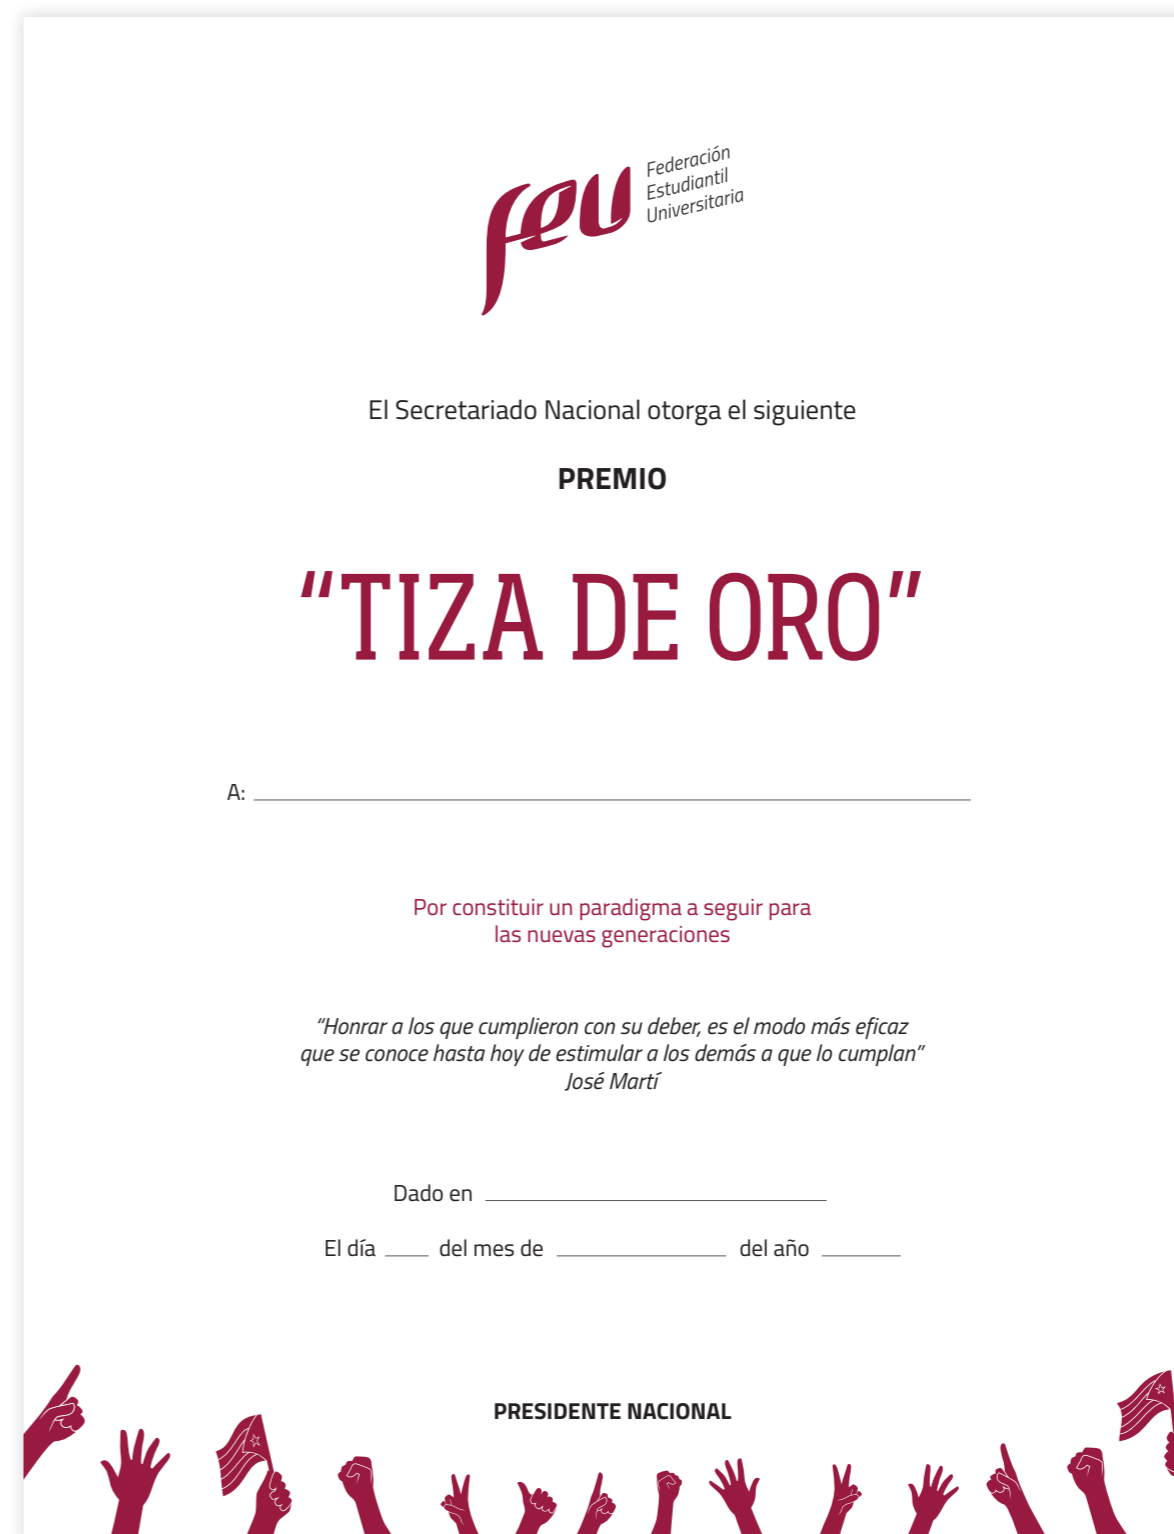 feu
Federación
Estudiantil
Universitaria
El Secretariado Nacional otorga el siguiente
PREMIO
“TIZA DE ORO”
A:
Por constituir un paradigma a seguir para
las nuevas generaciones
“Honrar a los que cumplieron con su deber, es el modo más eficaz
que se conoce hasta hoy de estimular a los demás a que lo cumplan”
José Martí
Dado en
El día del mes de del año
PRESIDENTE NACIONAL